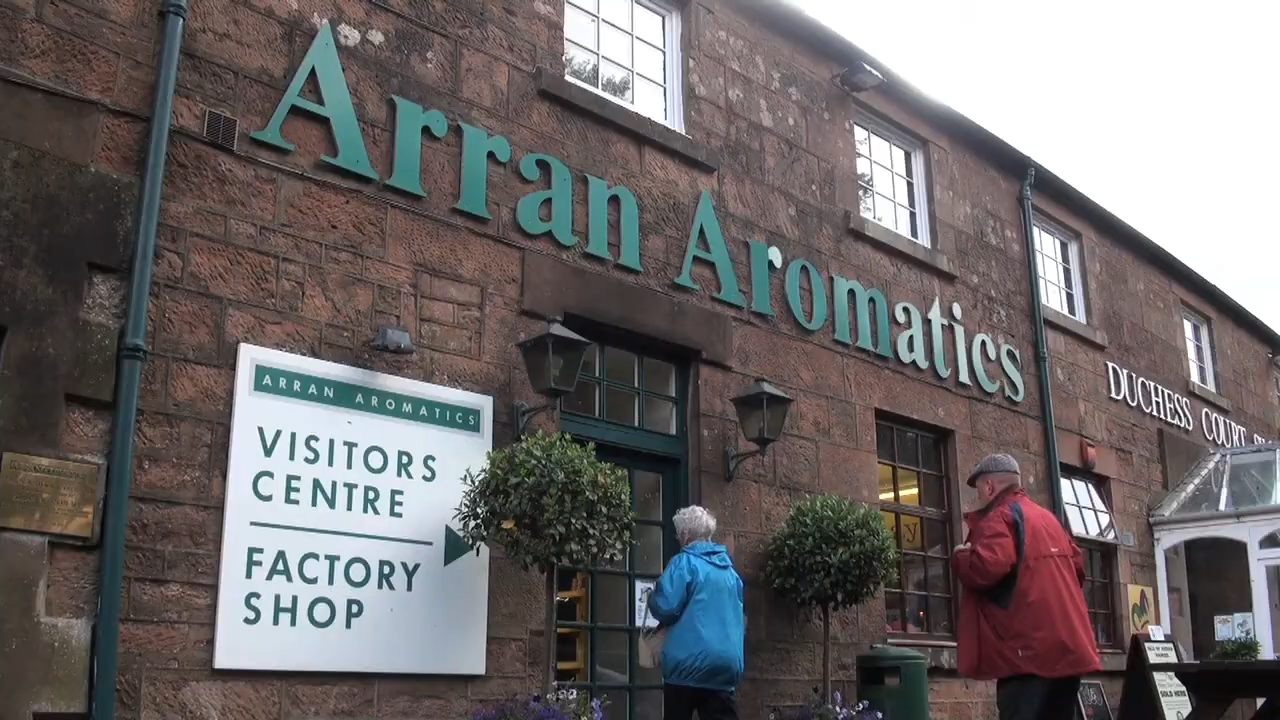 Arran Aromatics
ARRAN AROMATICS
VISITORS
CENTRE
FACTORY
SHOP
DUCHESS COURT
SOLD HERE